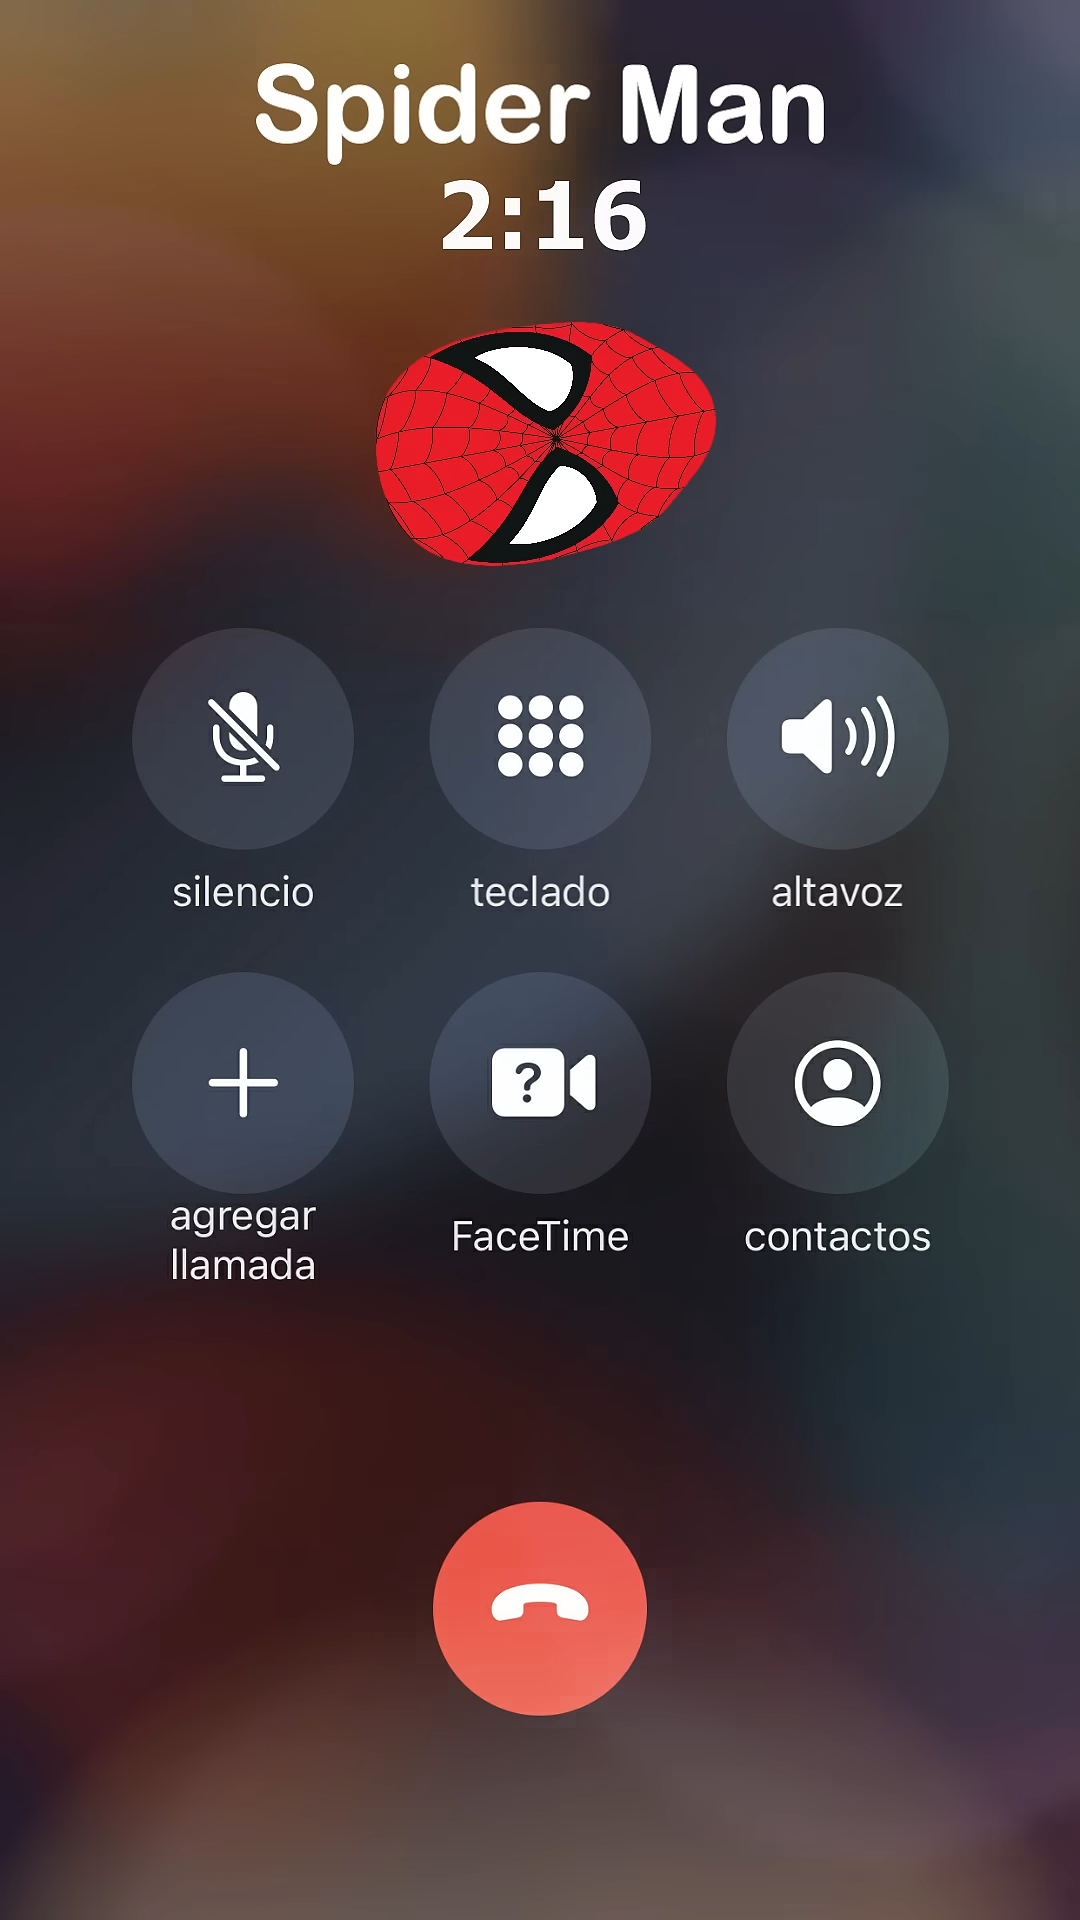 Spider Man
2:16
silencio
teclado
altavoz
agregar
llamada
?
FaceTime
contactos